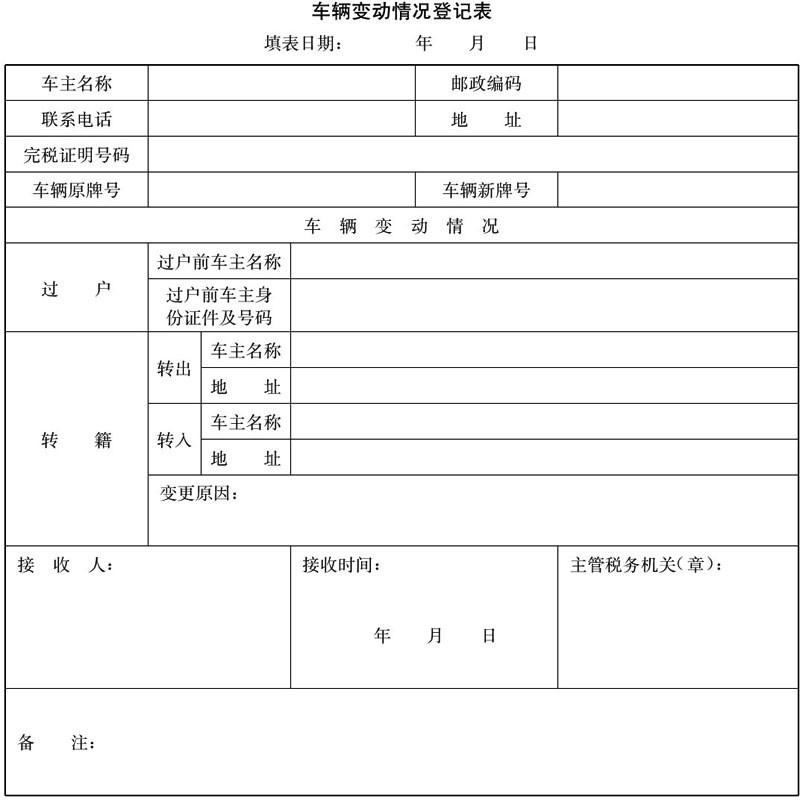 车辆变动情况登记表
填表日期： 年 月 日
车主名称 邮政编码
联系电话 地 址
完税证明号码
车辆原牌号 车辆新牌号
车 辆 变 动 情 况
过 户
过户前车主名称
过户前车主身
份证件及号码
转 籍
转出
车主名称
地 址
转入
车主名称
地 址
变更原因：
接 收 人： 接收时间： 主管税务机关（章）：
年 月 日
备 注：